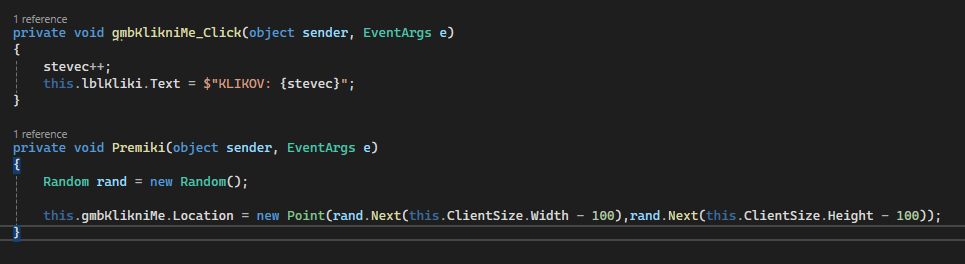 1 reference
private void gmbKlikniMe_Click(object sender, EventArgs e)
{
stevec++;
this.lblKliki.Text = $"KLIKOV: {stevec}";
}
1 reference
private void Premiki(object sender, EventArgs e)
{
Random rand = new Random();
this.gmbKlikniMe.Location = new Point(rand.Next(this.ClientSize.Width - 100),rand.Next(this.ClientSize.Height - 100));
}